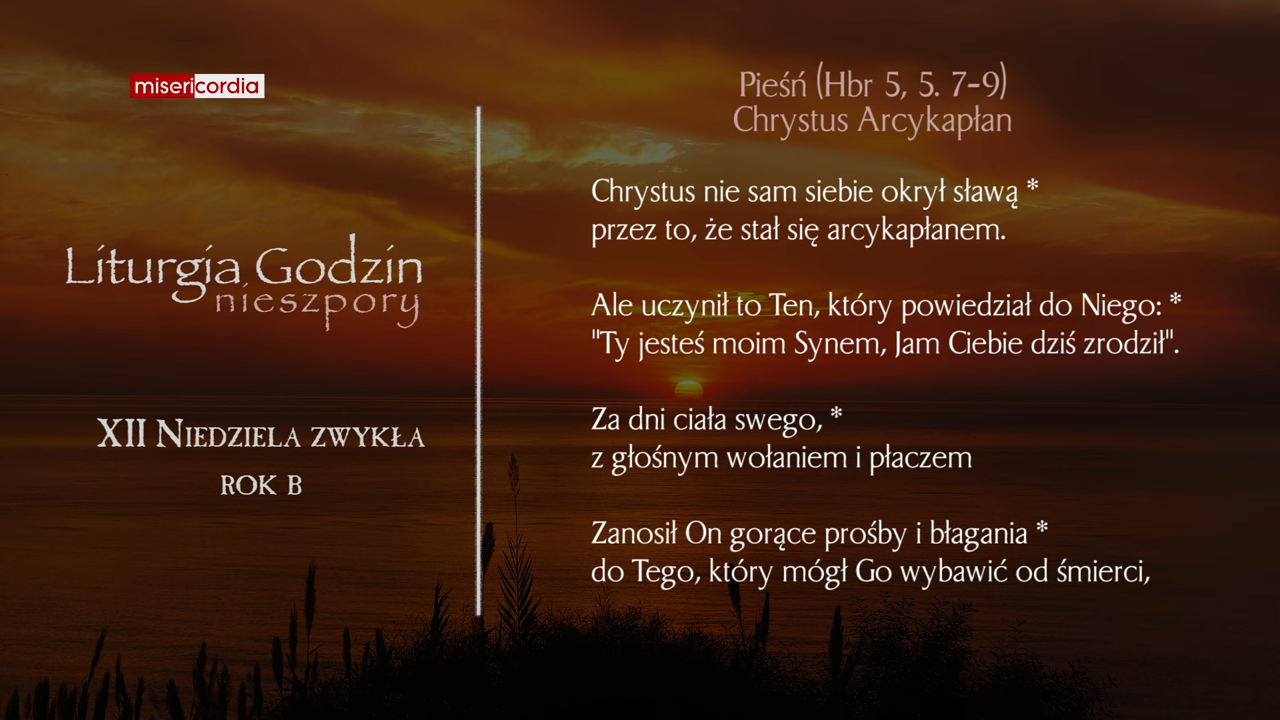 misericordia
Liturgia Godzin
nieszpory
XII Niedziela zwykła
rok B
Pieśń (Hbr 5, 5. 7-9)
Chrystus Arcykapłan
Chrystus nie sam siebie okrył sławą *
przez to, że stał się arcykapłanem.
Ale uczynił to Ten, który powiedział do Niego: *
"Ty jesteś moim Synem, Jam Ciebie dziś zrodził".
Za dni ciała swego, *
z głośnym wołaniem i płaczem
Zanosił On gorące prośby i błagania *
do Tego, który mógł Go wybawić od śmierci,